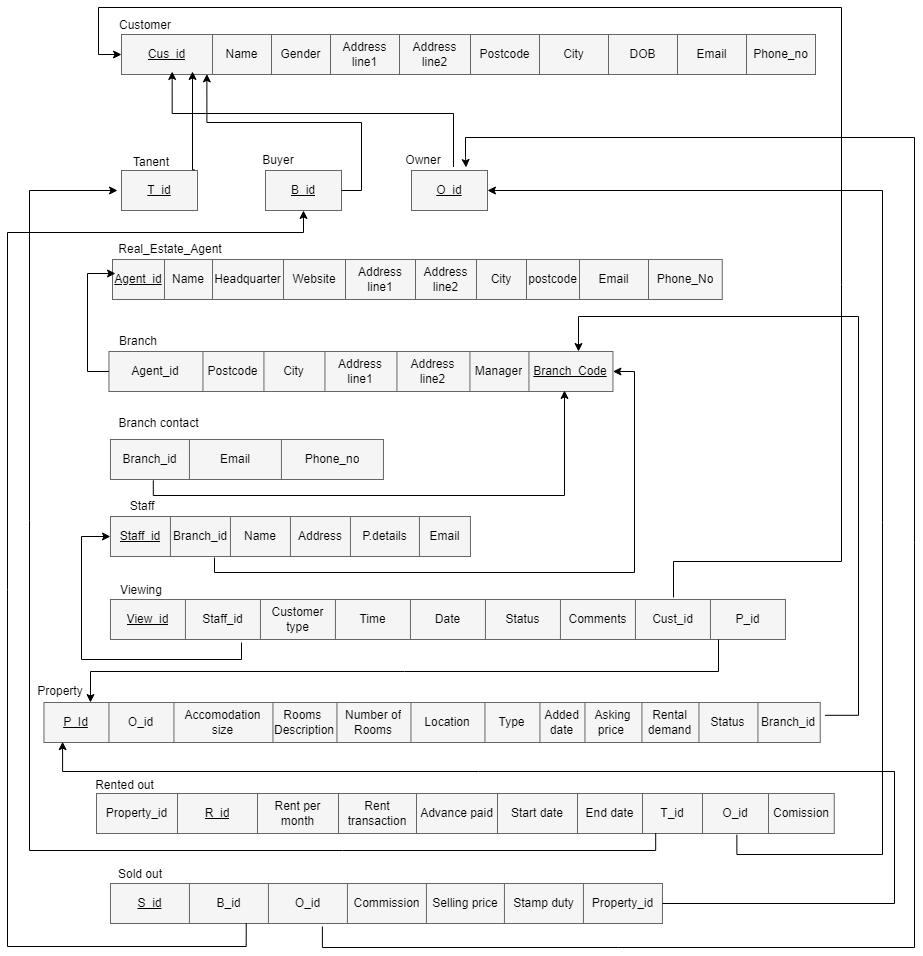 Customer
Cus_id Name Gender Address line1 Address line2 Postcode City DOB Email Phone_no
Tanent Buyer Owner
T_id B_id O_id
Real_Estate_Agent
Agent_id Name Headquarter Website Address line1 Address line2 City postcode Email Phone_No
Branch
Agent_id Postcode City Address line1 Address line2 Manager Branch_Code
Branch contact
Branch_id Email Phone_no
Staff
Staff_id Branch_id Name Address P.details Email
Viewing
View_id Staff_id Customer type Time Date Status Comments Cust_id P_id
Property
P_Id O_id Accomodation size Rooms Description Number of Rooms Location Type Added date Asking price Rental demand Status Branch_id
Rented out
Property_id R_id Rent per month Rent transaction Advance paid Start date End date T_id O_id Comission
Sold out
S_id B_id O_id Commission Selling price Stamp duty Property_id